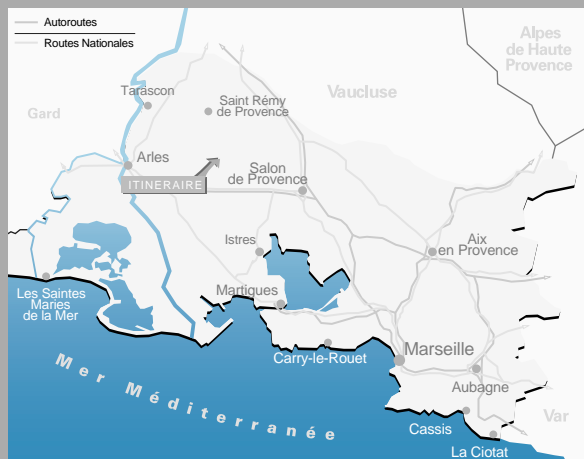 Autoroutes
Routes Nationales
Alpes
de Haute
Provence
Tarascon
Vaucluse
Saint Rémy
de Provence
Gard
Arles
ITINERAIRE
Salon
de Provence
Istres
Aix
en Provence
Les Saintes
Maries
de la Mer
Martiques
Marseille
Carry-le-Rouet
Aubagne
Mer Méditerranée
Var
Cassis
La Ciotat